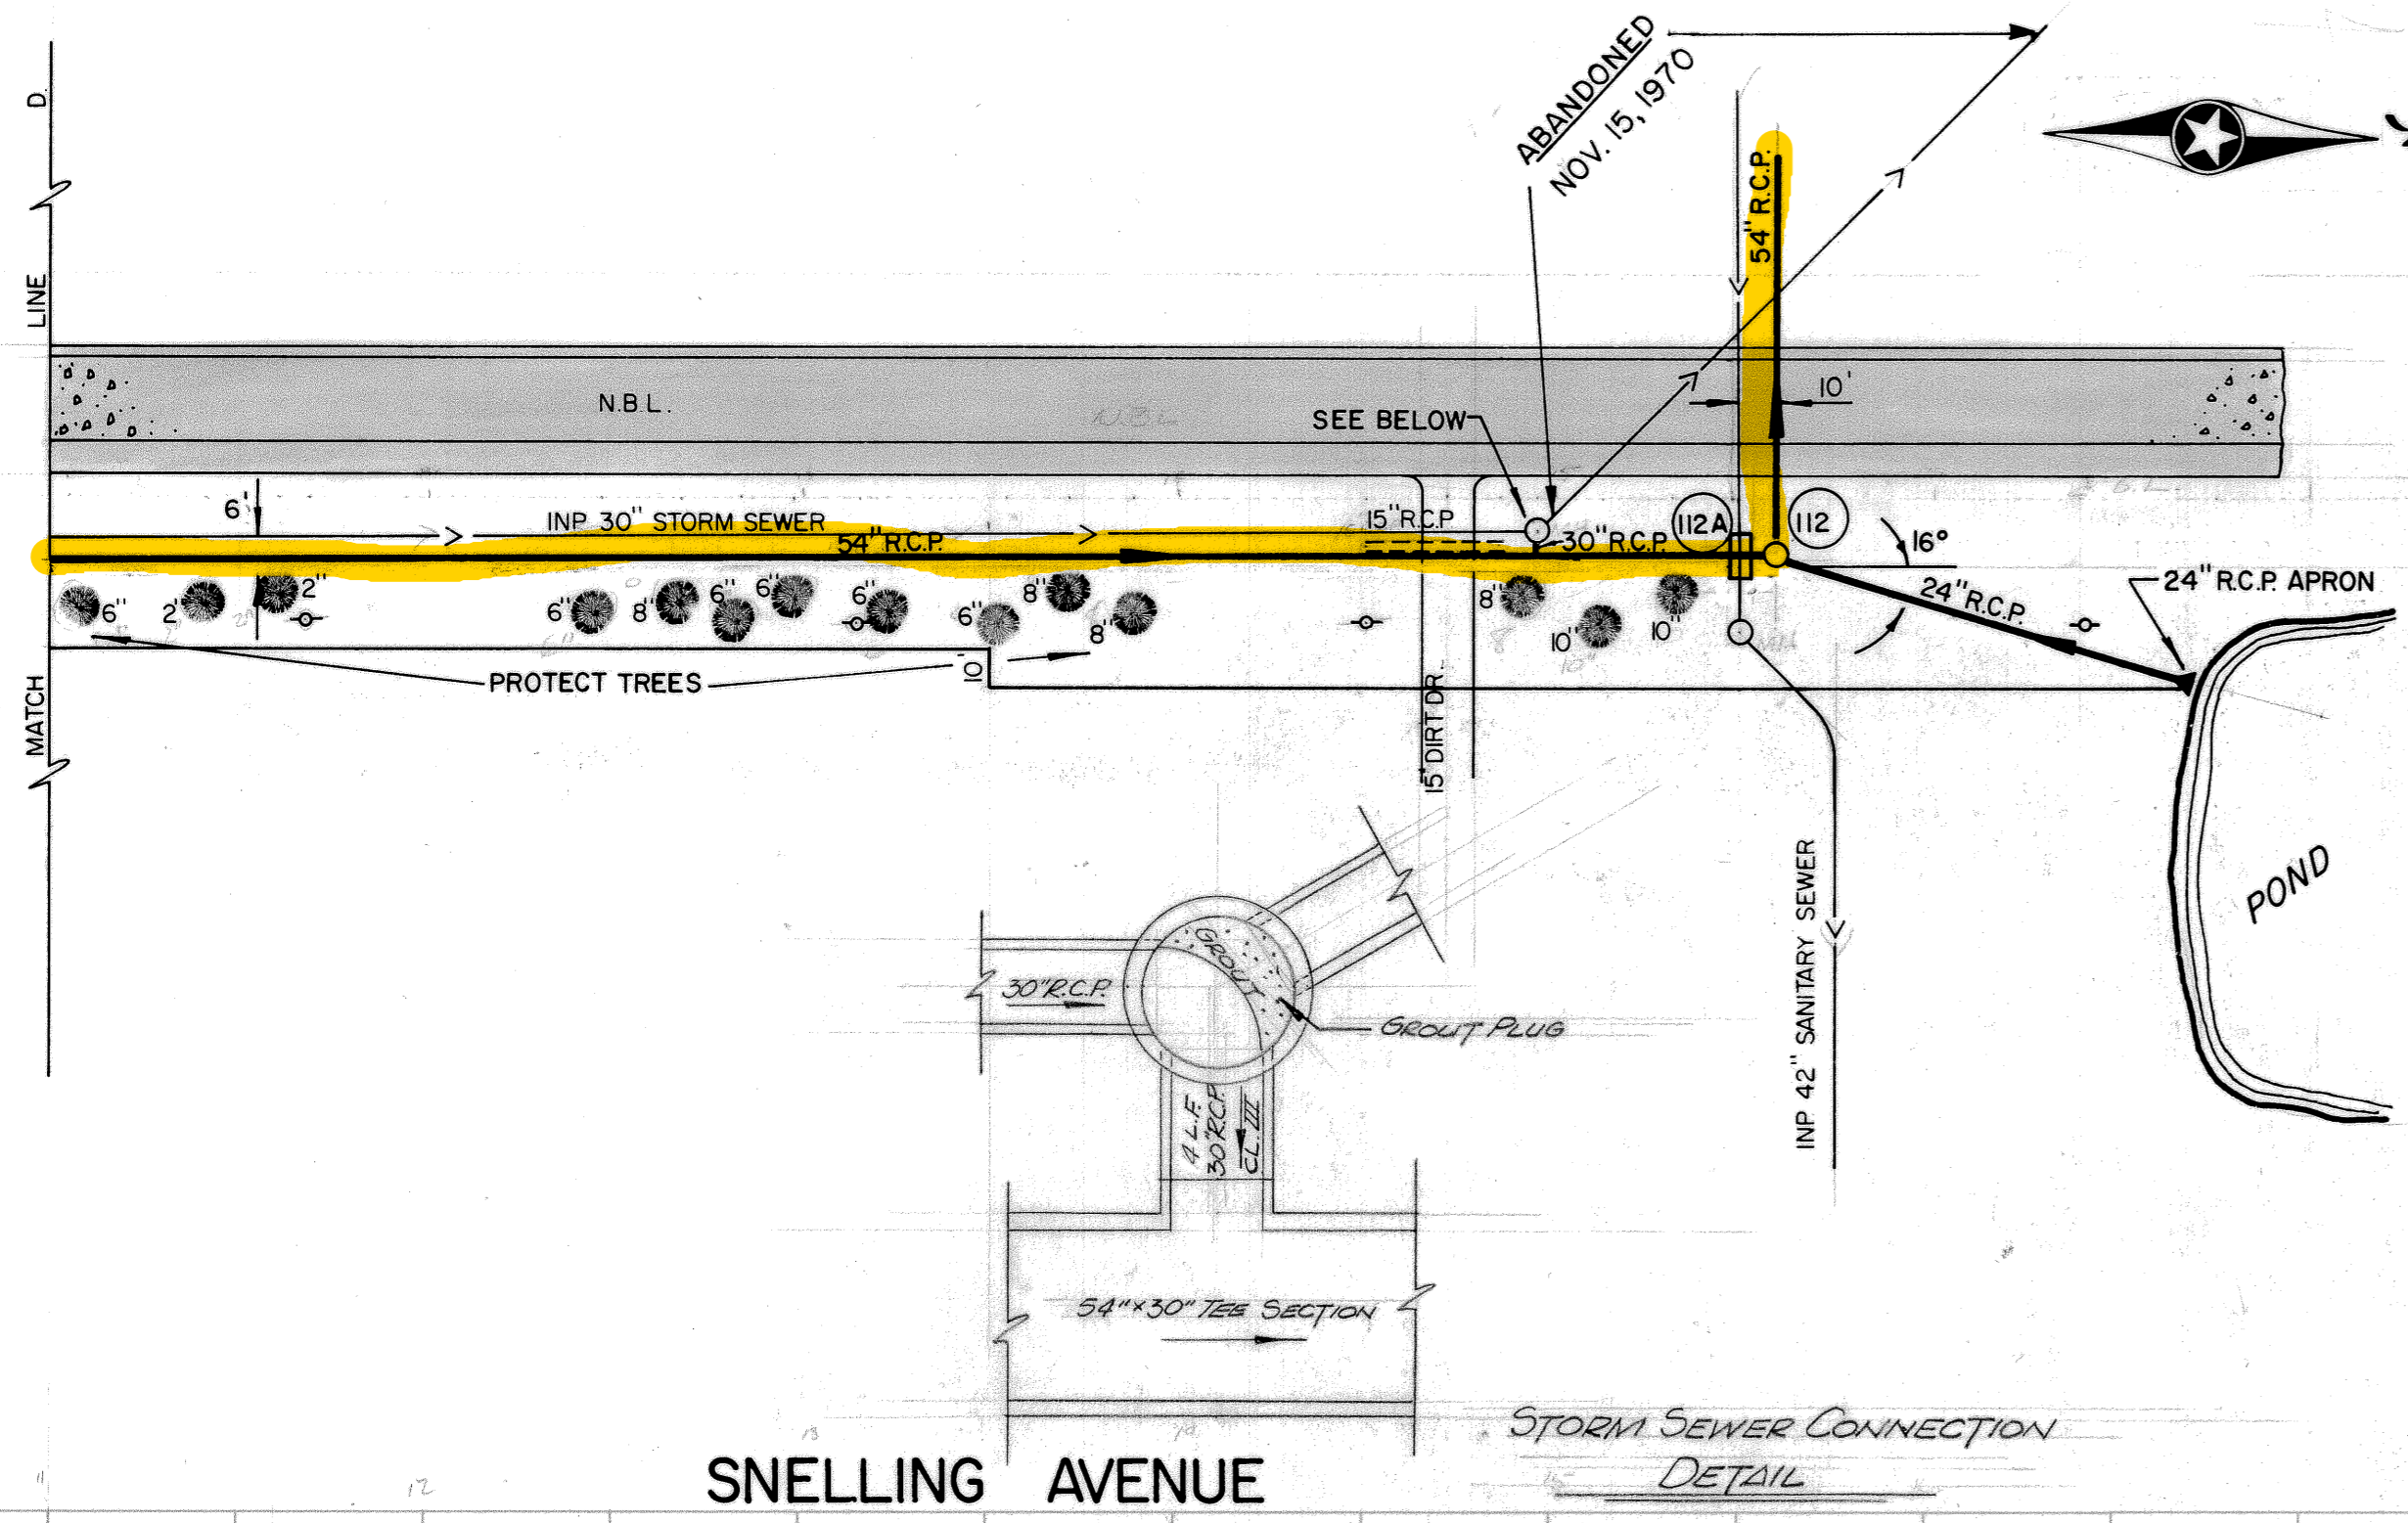 ABANDONED
NOV. 15, 1970
MATCH LINE D.
54" R.C.P.
N.B.L.
10'
SEE BELOW
6'
INP 30" STORM SEWER
15" R.C.P
54" R.C.P.
30" R.C.P.
112A
112
16°
24" R.C.P.
24" R.C.P. APRON
6"
2'
2"
6"
8"
6"
6"
6"
6"
8"
8"
8"
10"
10"
PROTECT TREES
10'
15' DIRT DR.
INP 42" SANITARY SEWER
POND
GROUT
30" R.C.P.
GROUT PLUG
4 L.F.
30" R.C.P.
CL. III
54" x 30" TEE SECTION
STORM SEWER CONNECTION
DETAIL
SNELLING AVENUE
11
12